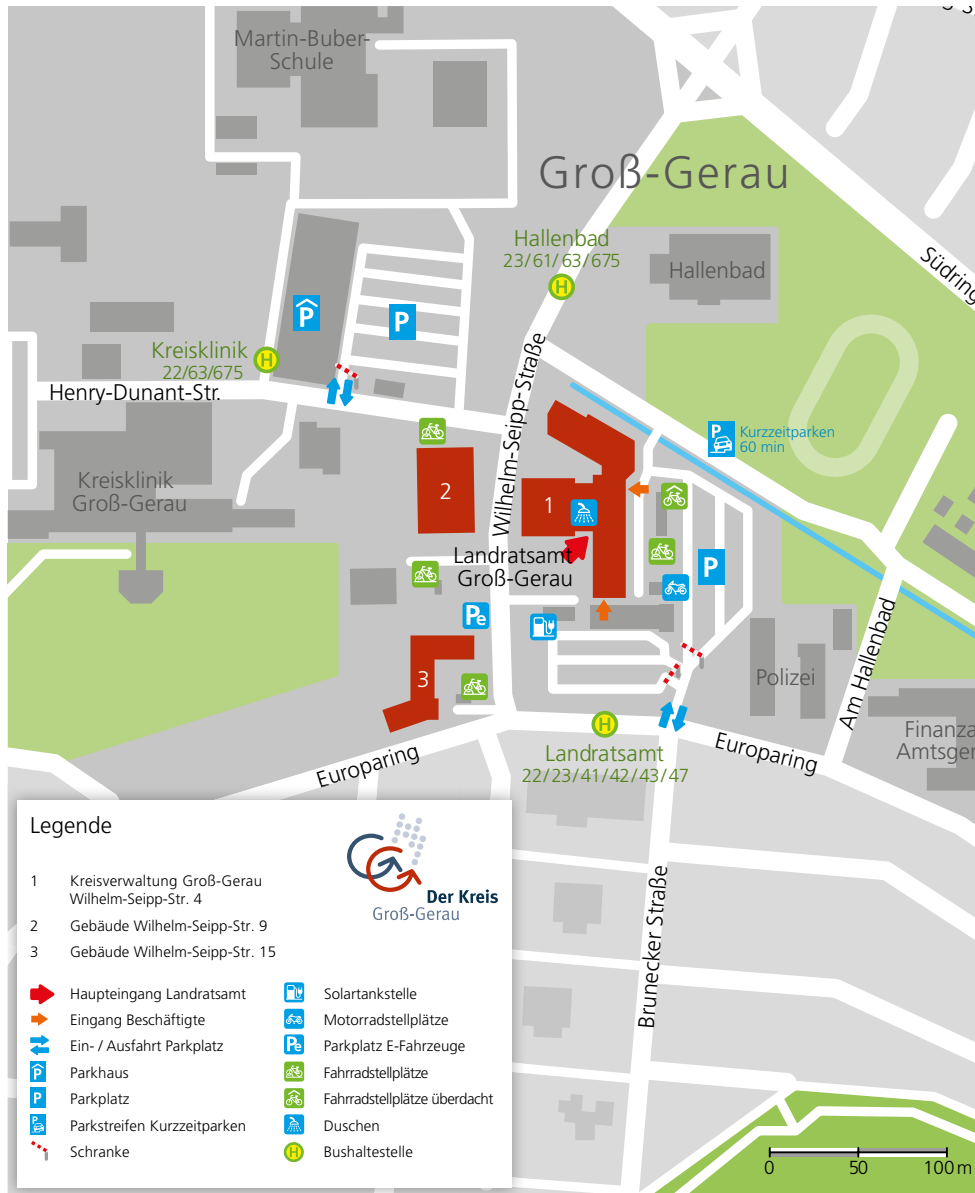 Martin-Buber-
Schule
Groß-Gerau
Hallenbad
23/61/63/675
H
Hallenbad
Südring
P
P
Kreisklinik
22/63/675
H
Henry-Dunant-Str.
Wilhelm-Seipp-Straße
P
Kurzzeitparken
60 min
Kreisklinik
Groß-Gerau
2
1
Landratsamt
Groß-Gerau
P
Pe
3
Polizei
Am Hallenbad
Finanza
Amtsger
H
Landratsamt
22/23/41/42/43/47
Europaring
Europaring
Brunecker Straße
Legende
1 Kreisverwaltung Groß-Gerau
Wilhelm-Seipp-Str. 4
2 Gebäude Wilhelm-Seipp-Str. 9
3 Gebäude Wilhelm-Seipp-Str. 15
Der Kreis
Groß-Gerau
Haupteingang Landratsamt
Eingang Beschäftigte
Ein- / Ausfahrt Parkplatz
P Parkhaus
P Parkplatz
P Parkstreifen Kurzzeitparken
Schranke
Solartankstelle
Motorradstellplätze
Pe Parkplatz E-Fahrzeuge
Fahrradstellplätze
Fahrradstellplätze überdacht
Duschen
H Bushaltestelle
0 50 100 m